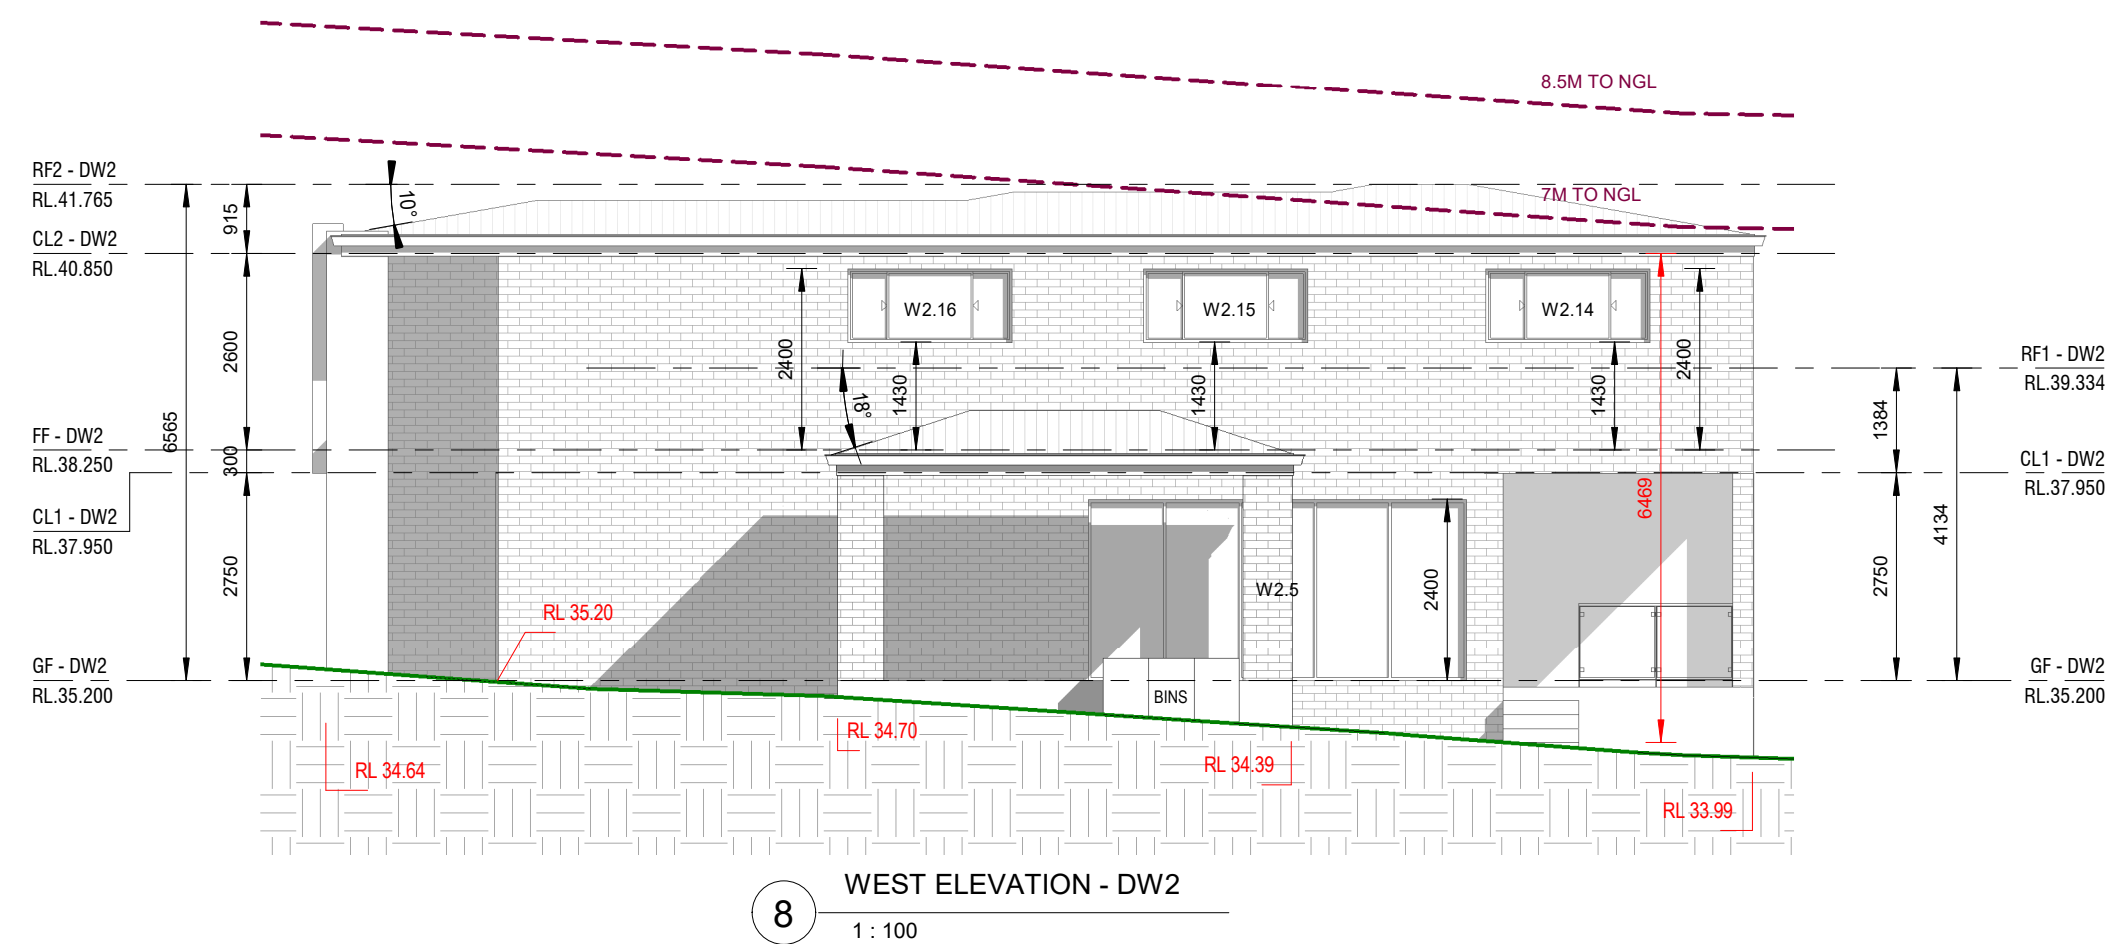 8.5M TO NGL
7M TO NGL
RF2 - DW2
RL.41.765
CL2 - DW2
RL.40.850
FF - DW2
RL.38.250
CL1 - DW2
RL.37.950
GF - DW2
RL.35.200
6565
915
2600
300
2750
10°
18°
W2.16
W2.15
W2.14
2400
1430
1430
1430
2400
6469
W2.5
2400
BINS
RL 35.20
RL 34.64
RL 34.70
RL 34.39
RL 33.99
RF1 - DW2
RL.39.334
CL1 - DW2
RL.37.950
GF - DW2
RL.35.200
1384
2750
4134
8
WEST ELEVATION - DW2
1 : 100